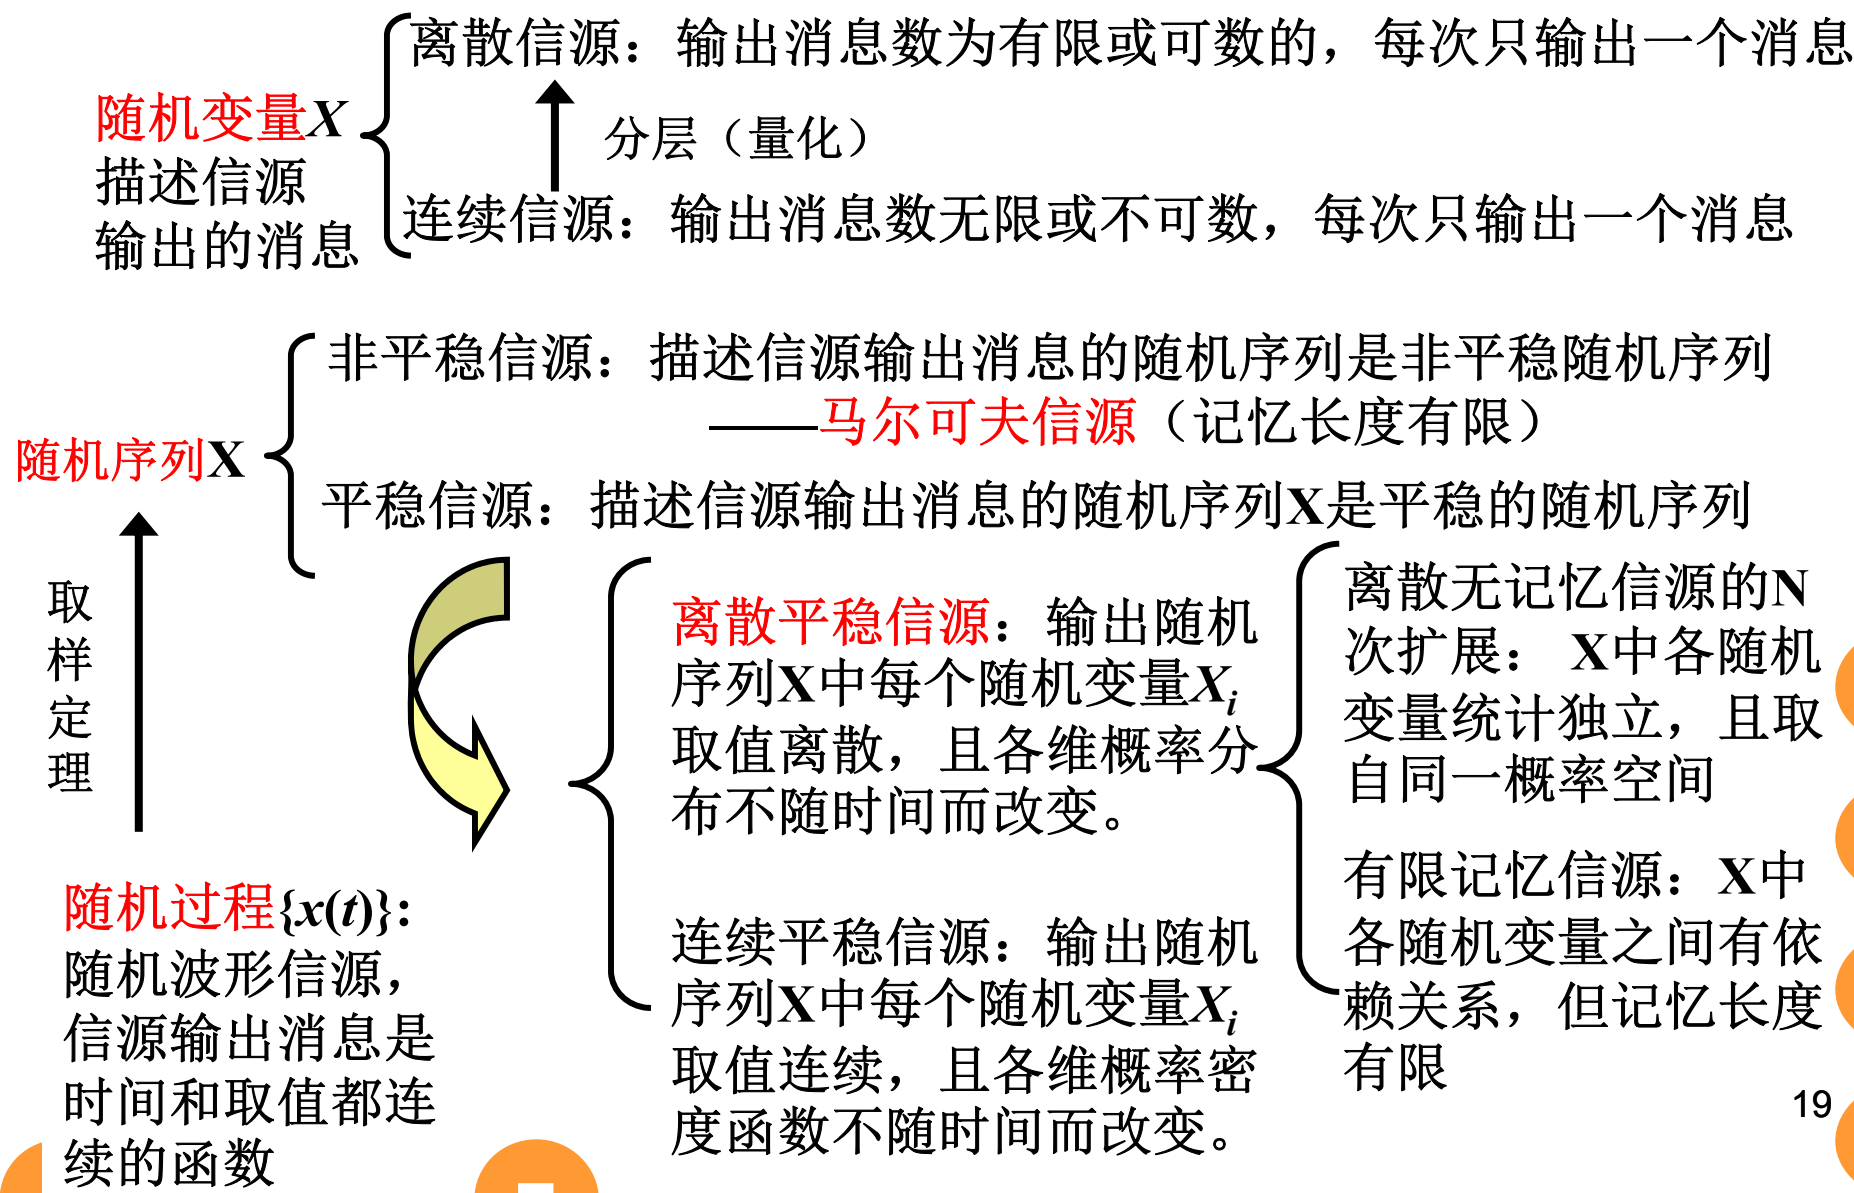 离散信源：输出消息数为有限或可数的，每次只输出一个消息
随机变量X
描述信源
输出的消息
分层（量化）
连续信源：输出消息数无限或不可数，每次只输出一个消息
非平稳信源：描述信源输出消息的随机序列是非平稳随机序列
——马尔可夫信源（记忆长度有限）
随机序列X
平稳信源：描述信源输出消息的随机序列X是平稳的随机序列
取
样
定
理
随机过程{x(t)}:
随机波形信源，
信源输出消息是
时间和取值都连
续的函数
离散平稳信源：输出随机
序列X中每个随机变量Xi
取值离散，且各维概率分
布不随时间而改变。
连续平稳信源：输出随机
序列X中每个随机变量Xi
取值连续，且各维概率密
度函数不随时间而改变。
离散无记忆信源的N
次扩展： X中各随机
变量统计独立，且取
自同一概率空间
有限记忆信源：X中
各随机变量之间有依
赖关系，但记忆长度
有限
19